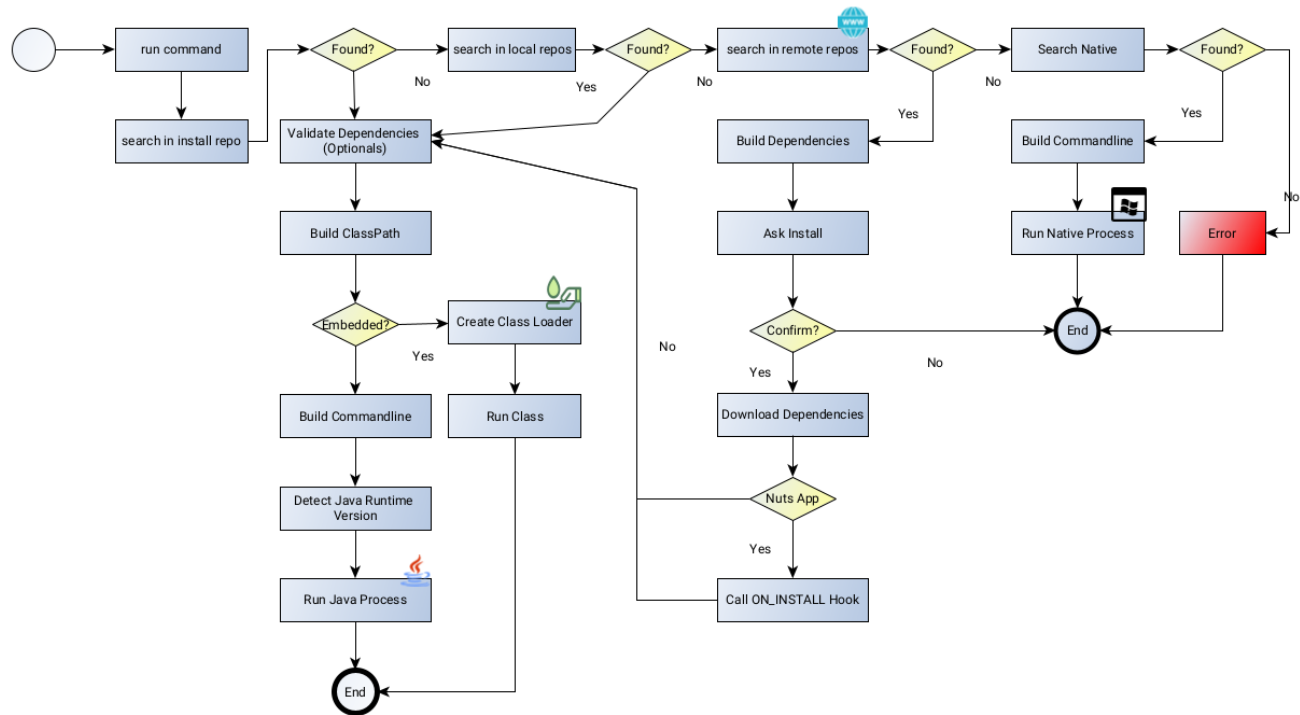 run command
Found?
search in local repos
Found?
search in remote repos
WWW
Found?
Search Native
Found?
No
Yes
No
No
Yes
Yes
search in install repo
Validate Dependencies
(Optionals)
Build Dependencies
Build Commandline
No
Build ClassPath
Ask Install
Run Native Process
Error
Embedded?
Create Class Loader
Yes
No
Confirm?
No
End
Yes
Build Commandline
Run Class
Download Dependencies
Detect Java Runtime
Version
Nuts App
Yes
Run Java Process
Call ON_INSTALL Hook
End